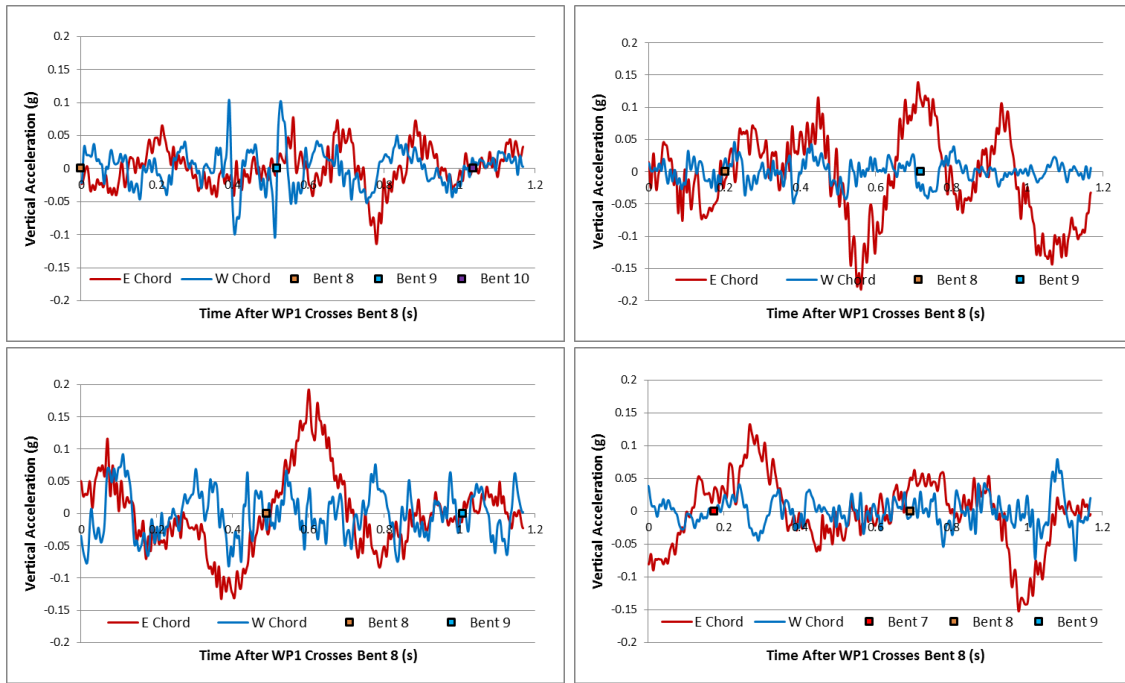 0.2
0.15
0.1
0.05
0
-0.05
-0.1
-0.15
-0.2
Vertical Acceleration (g)
0 0.2 0.4 0.6 0.8 1 1.2
E Chord W Chord Bent 8 Bent 9 Bent 10
Time After WP1 Crosses Bent 8 (s)
0.2
0.15
0.1
0.05
0
-0.05
-0.1
-0.15
-0.2
Vertical Acceleration (g)
0 0.2 0.4 0.6 0.8 1 1.2
E Chord W Chord Bent 8 Bent 9
Time After WP1 Crosses Bent 8 (s)
0.2
0.15
0.1
0.05
0
-0.05
-0.1
-0.15
-0.2
Vertical Acceleration (g)
0 0.2 0.4 0.6 0.8 1 1.2
E Chord W Chord Bent 8 Bent 9
Time After WP1 Crosses Bent 8 (s)
0.2
0.15
0.1
0.05
0
-0.05
-0.1
-0.15
-0.2
Vertical Acceleration (g)
0 0.2 0.4 0.6 0.8 1 1.2
E Chord W Chord Bent 7 Bent 8 Bent 9
Time After WP1 Crosses Bent 8 (s)